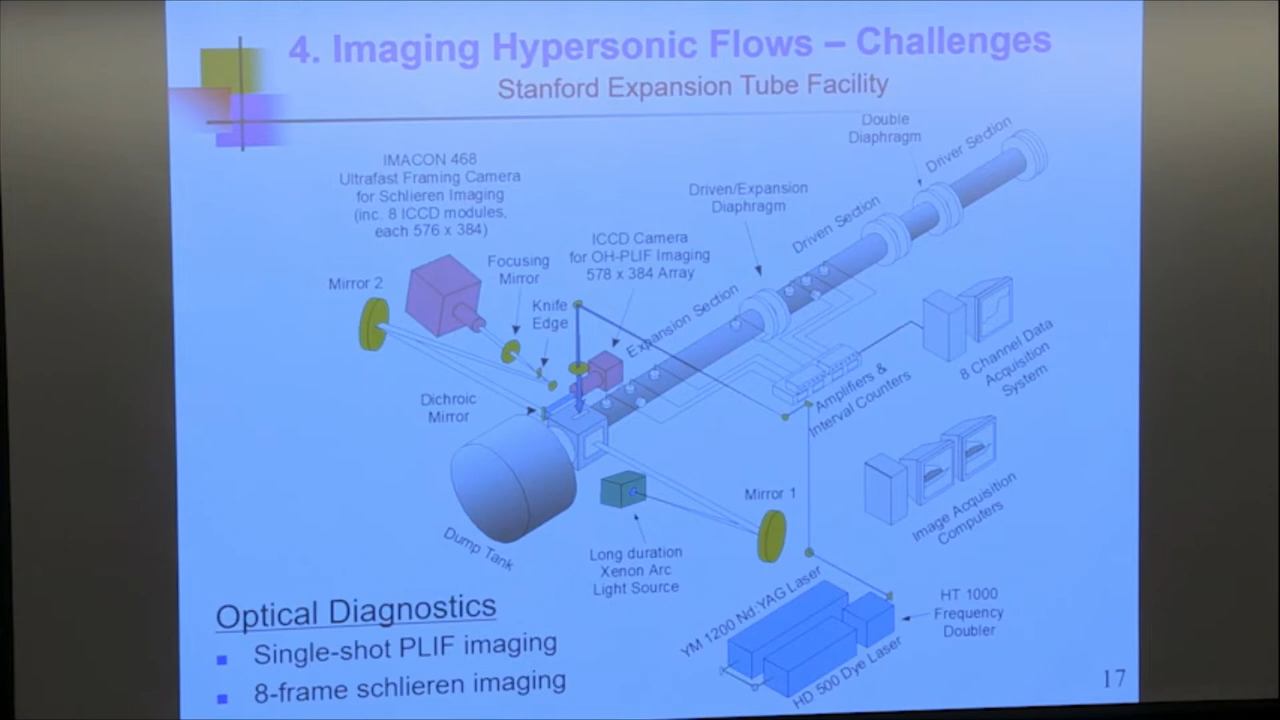 4. Imaging Hypersonic Flows – Challenges
Stanford Expansion Tube Facility
Double
Diaphragm
Driver Section
IMACON 468
Ultrafast Framing Camera
for Schlieren Imaging
(inc. 8 ICCD modules,
each 576 x 384)
Driven/Expansion
Diaphragm
Driven Section
ICCD Camera
for OH-PLIF Imaging
578 x 384 Array
Focusing
Mirror
Mirror 2
Knife
Edge
Expansion Section
8 Channel Data
Acquisition
System
Amplifiers &
Interval Counters
Dichroic
Mirror
Mirror 1
Image Acquisition
Computers
Dump Tank
Long duration
Xenon Arc
Light Source
YM 1200 Nd:YAG Laser
HT 1000
Frequency
Doubler
HD 500 Dye Laser
Optical Diagnostics
Single-shot PLIF imaging
8-frame schlieren imaging
17